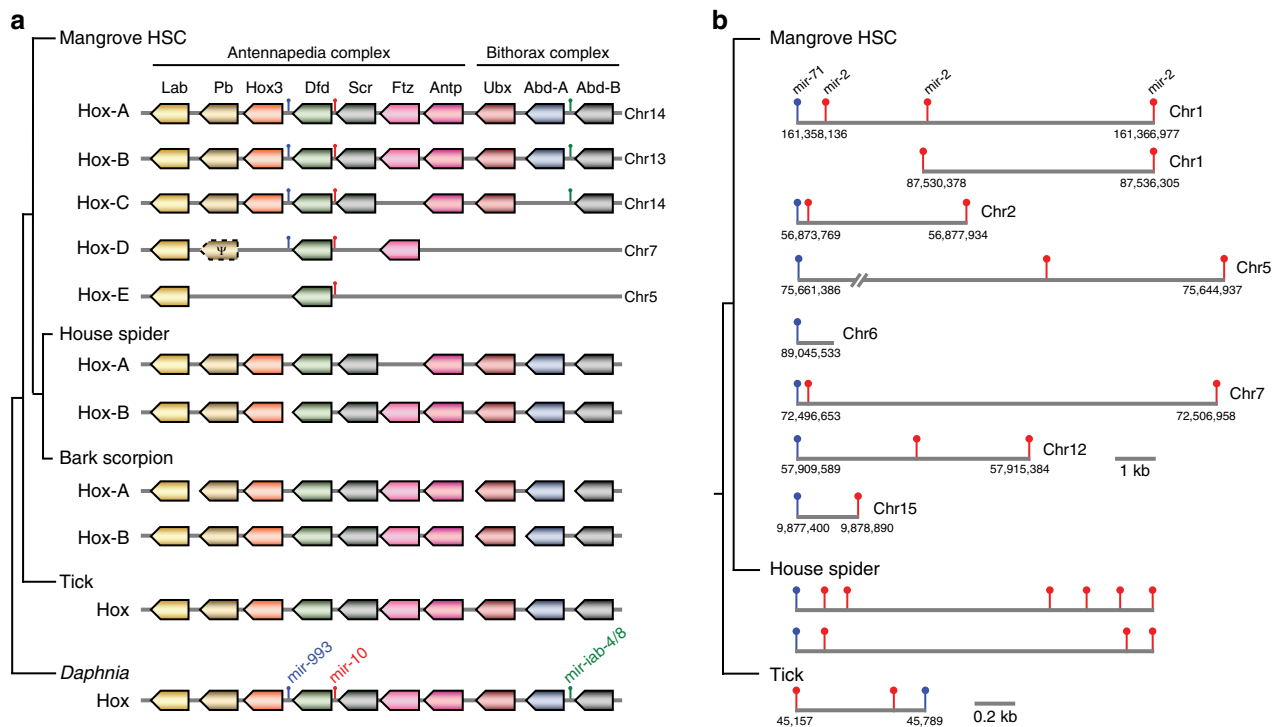 a
Mangrove HSC
Antennapedia complex
Bithorax complex
Lab Pb Hox3 Dfd Scr Ftz Antp Ubx Abd-A Abd-B
Hox-A Chr14
Hox-B Chr13
Hox-C Chr14
Hox-D Ψ Chr7
Hox-E Chr5
House spider
Hox-A
Hox-B
Bark scorpion
Hox-A
Hox-B
Tick
Hox
Daphnia
mir-993 mir-10 mir-iab-4/8
Hox
b
Mangrove HSC
mir-71 mir-2 mir-2 mir-2
Chr1
161,358,136 161,366,977
Chr1
87,530,378 87,536,305
Chr2
56,873,769 56,877,934
Chr5
75,661,386 75,644,937
Chr6
89,045,533
Chr7
72,496,653 72,506,958
Chr12
57,909,589 57,915,384
1 kb
Chr15
9,877,400 9,878,890
House spider
Tick
45,157 45,789
0.2 kb